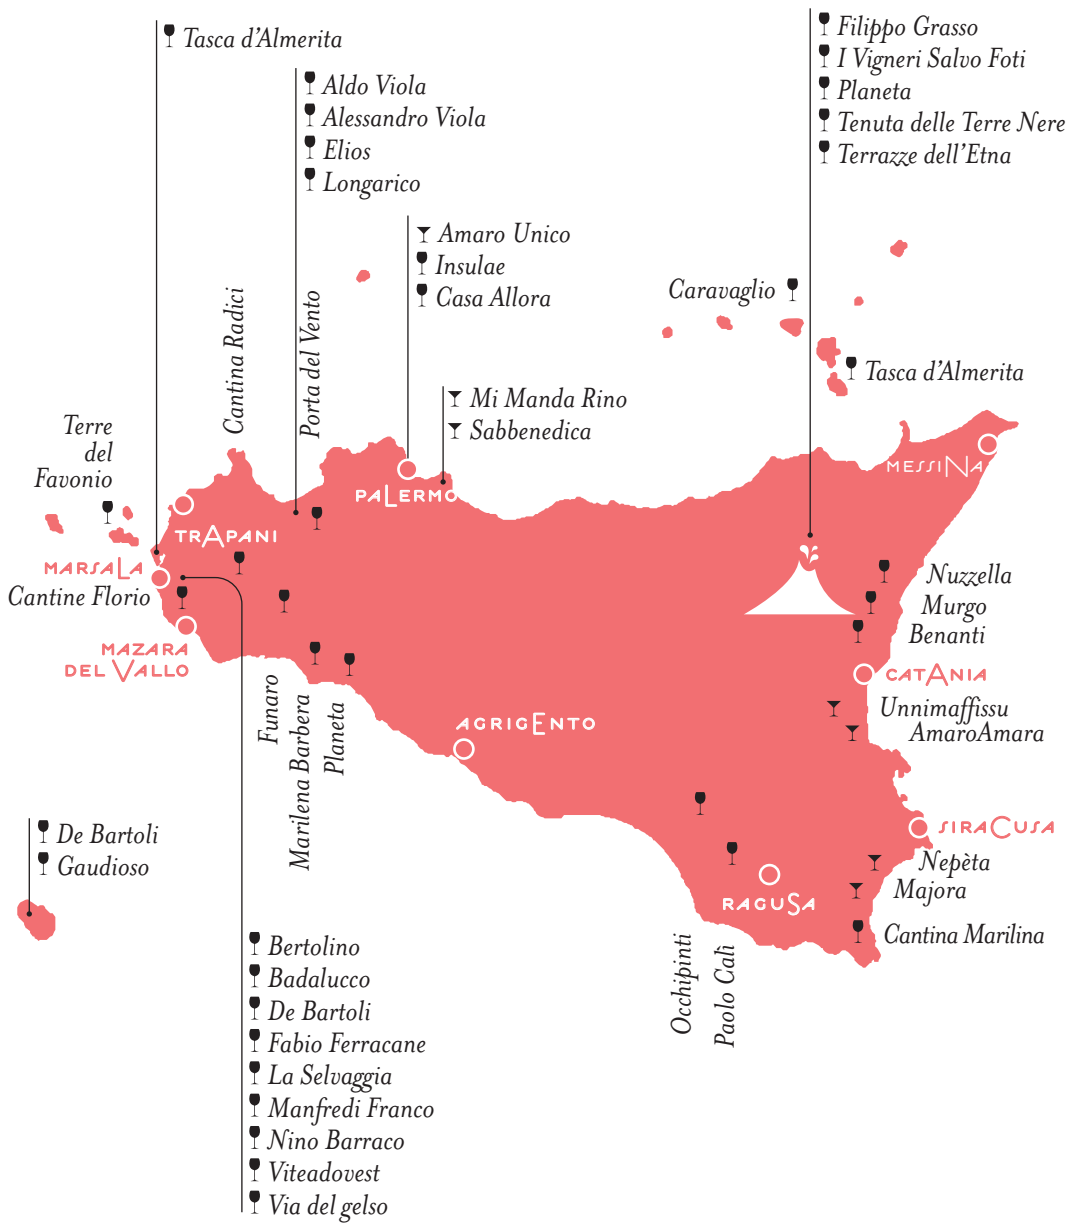 Tasca d'Almerita
Aldo Viola
Alessandro Viola
Elios
Longarico
Amaro Unico
Insulae
Casa Allora
Mi Manda Rino
Sabbenedica
Filippo Grasso
I Vigneri Salvo Foti
Planeta
Tenuta delle Terre Nere
Terrazze dell'Etna
Caravaglio
Tasca d'Almerita
Cantina Radici
Porta del Vento
Terre
del
Favonio
PALERMO
MESSINA
TRAPANI
MARSALA
Cantine Florio
MAZARA
DEL VALLO
Nuzzella
Murgo
Benanti
CATANIA
Unnimaffissu
AmaroAmara
Funaro
Marilena Barbera
Planeta
AGRIGENTO
De Bartoli
Gaudioso
SIRACUSA
Nepèta
Majora
RAGUSA
Cantina Marilina
Occhipinti
Paolo Calì
Bertolino
Badalucco
De Bartoli
Fabio Ferracane
La Selvaggia
Manfredi Franco
Nino Barraco
Viteadovest
Via del gelso